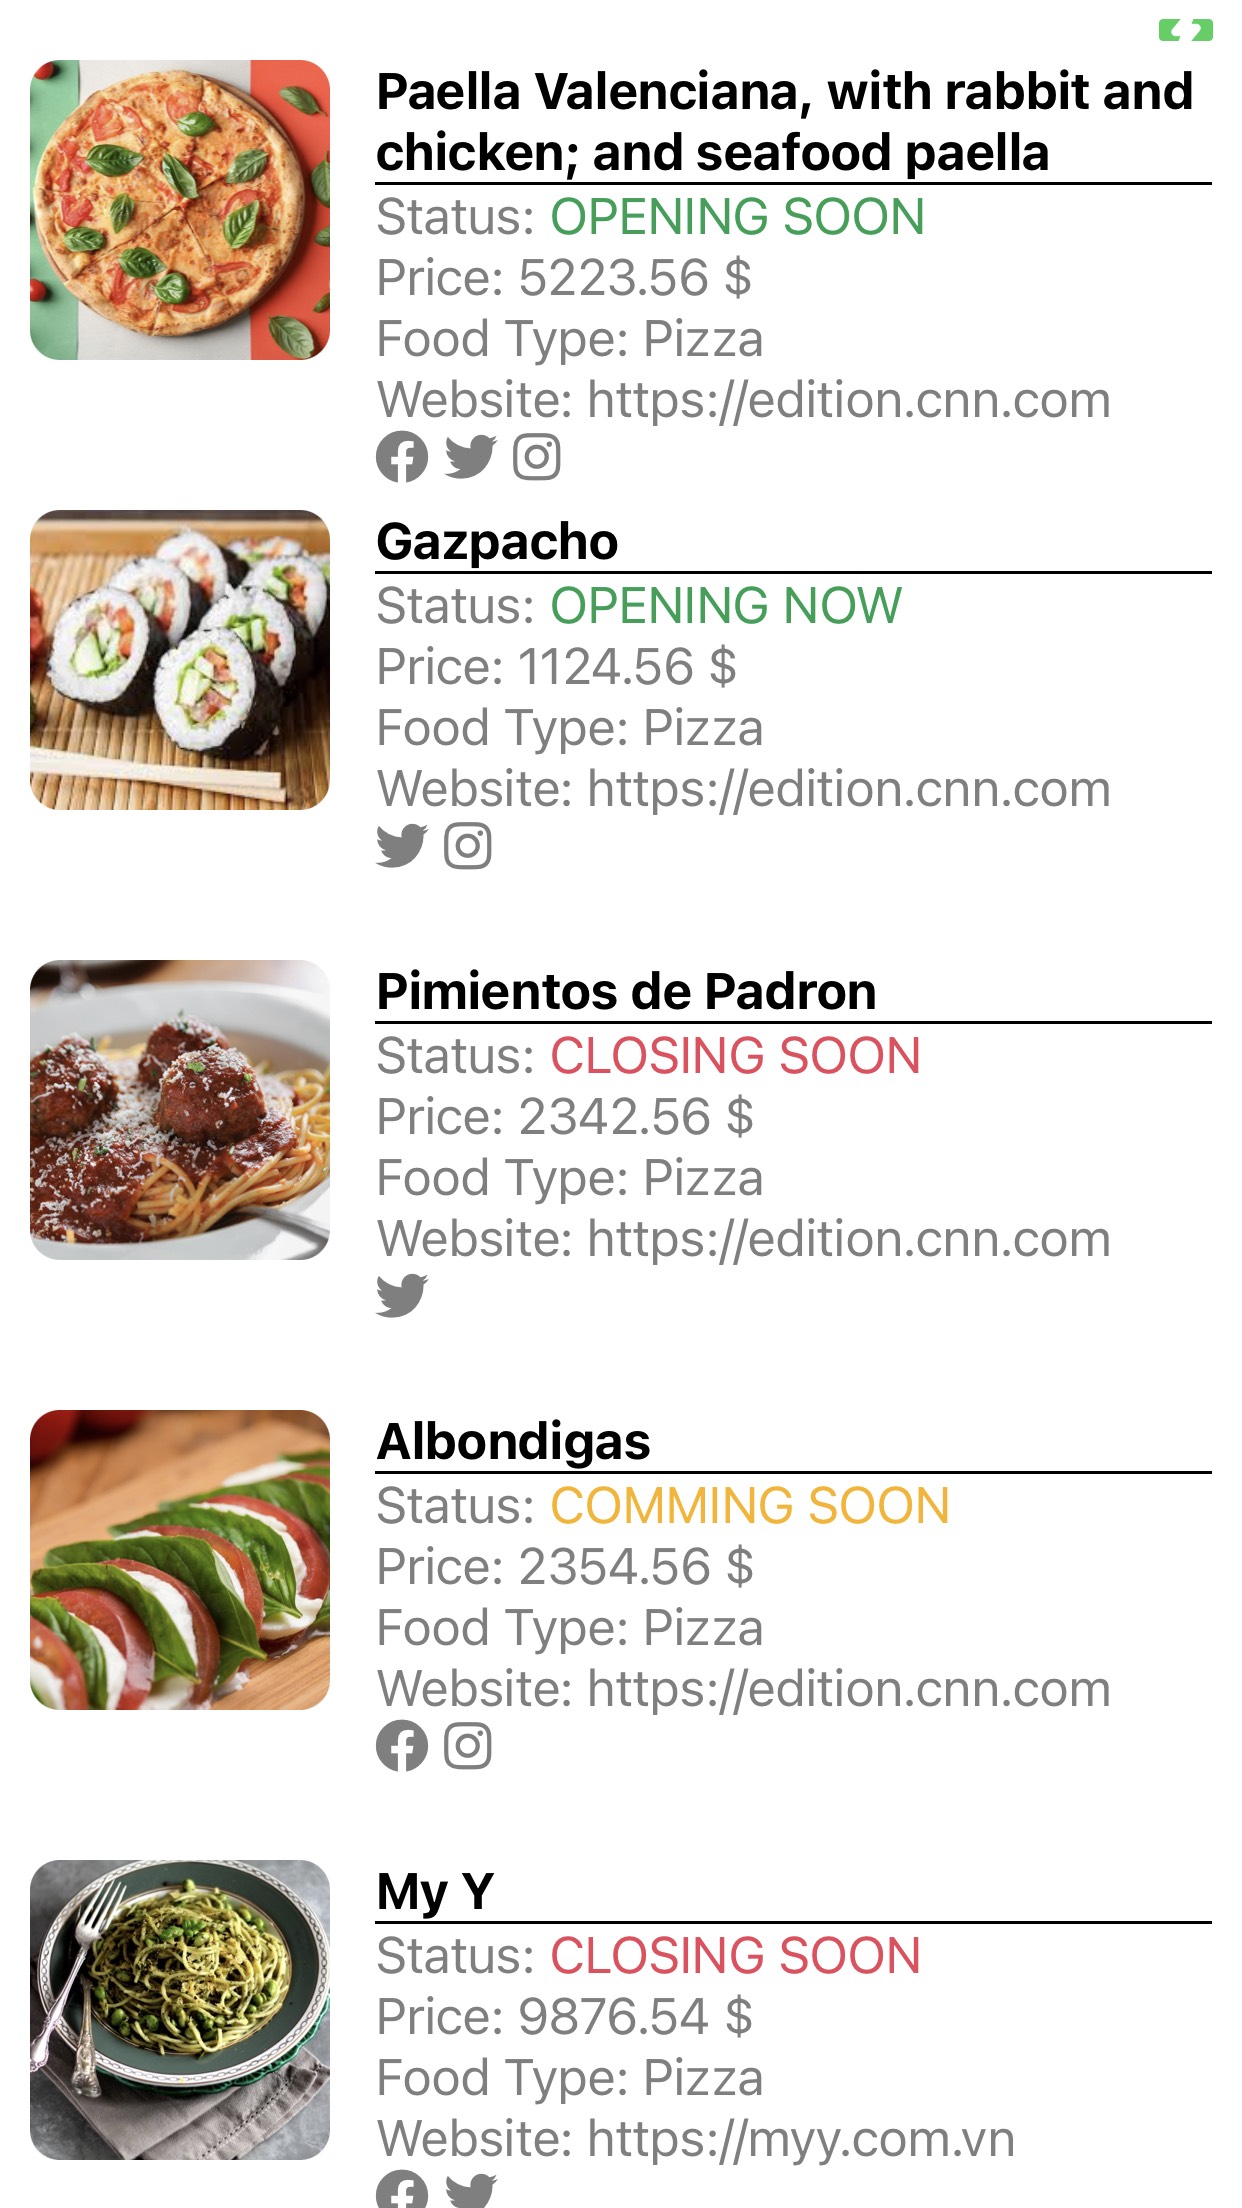 Paella Valenciana, with rabbit and
chicken; and seafood paella
Status: OPENING SOON
Price: 5223.56 $
Food Type: Pizza
Website: https://edition.cnn.com
Gazpacho
Status: OPENING NOW
Price: 1124.56 $
Food Type: Pizza
Website: https://edition.cnn.com
Pimientos de Padron
Status: CLOSING SOON
Price: 2342.56 $
Food Type: Pizza
Website: https://edition.cnn.com
Albondigas
Status: COMMING SOON
Price: 2354.56 $
Food Type: Pizza
Website: https://edition.cnn.com
My Y
Status: CLOSING SOON
Price: 9876.54 $
Food Type: Pizza
Website: https://myy.com.vn